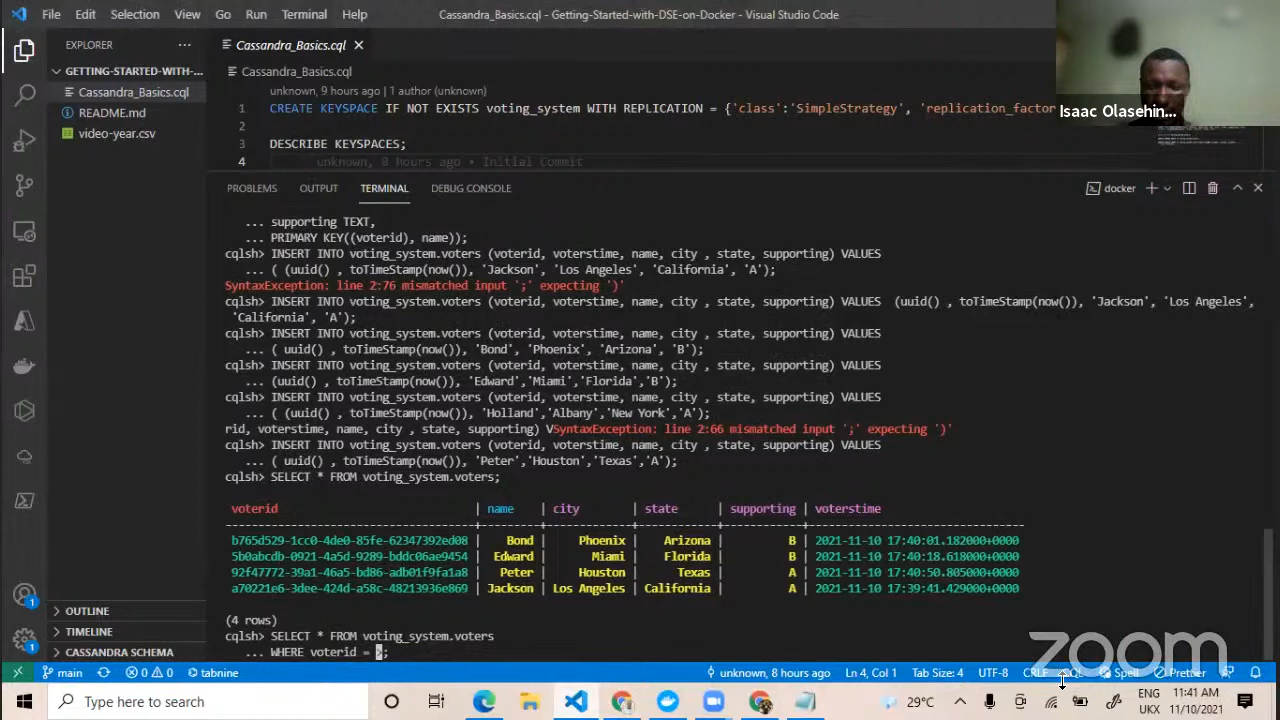 File Edit Selection View Go Run Terminal Help Cassandra_Basics.cql - Getting-Started-with-DSE-on-Docker - Visual Studio Code
EXPLORER ···
Cassandra_Basics.cql ×
GETTING-STARTED-WITH-...
Cassandra_Basics.cql
README.md
video-year.csv
Cassandra_Basics.cql
unknown, 9 hours ago | 1 author (unknown)
1 CREATE KEYSPACE IF NOT EXISTS voting_system WITH REPLICATION = {'class':'SimpleStrategy', 'replication_factor
2
3 DESCRIBE KEYSPACES;
4 unknown, 8 hours ago • Initial Commit
Isaac Olasehin...
PROBLEMS OUTPUT TERMINAL DEBUG CONSOLE docker
... supporting TEXT,
... PRIMARY KEY((voterid), name));
cqlsh> INSERT INTO voting_system.voters (voterid, voterstime, name, city , state, supporting) VALUES
... ( (uuid() , toTimeStamp(now()), 'Jackson', 'Los Angeles', 'California', 'A');
SyntaxException: line 2:76 mismatched input ';' expecting ')'
cqlsh> INSERT INTO voting_system.voters (voterid, voterstime, name, city , state, supporting) VALUES  (uuid() , toTimeStamp(now()), 'Jackson', 'Los Angeles',
'California', 'A');
cqlsh> INSERT INTO voting_system.voters (voterid, voterstime, name, city , state, supporting) VALUES
... ( uuid() , toTimeStamp(now()), 'Bond', 'Phoenix', 'Arizona', 'B');
cqlsh> INSERT INTO voting_system.voters (voterid, voterstime, name, city , state, supporting) VALUES
... (uuid() , toTimeStamp(now()), 'Edward','Miami','Florida','B');
cqlsh> INSERT INTO voting_system.voters (voterid, voterstime, name, city , state, supporting) VALUES
... ( (uuid() , toTimeStamp(now()), 'Holland','Albany','New York','A');
rid, voterstime, name, city , state, supporting) VSyntaxException: line 2:66 mismatched input ';' expecting ')'
cqlsh> INSERT INTO voting_system.voters (voterid, voterstime, name, city , state, supporting) VALUES
... ( uuid() , toTimeStamp(now()), 'Peter','Houston','Texas','A');
cqlsh> SELECT * FROM voting_system.voters;
voterid | name | city | state | supporting | voterstime
b765d529-1cc0-4de0-85fe-62347392ed08 | Bond | Phoenix | Arizona | B | 2021-11-10 17:40:01.182000+0000
5b0abcdb-0921-4a5d-9289-bddc06ae9454 | Edward | Miami | Florida | B | 2021-11-10 17:40:18.618000+0000
92f47772-39a1-46a5-bd86-adb01f9fa1a8 | Peter | Houston | Texas | A | 2021-11-10 17:40:50.805000+0000
a70221e6-3dee-424d-a58c-48213936e869 | Jackson | Los Angeles | California | A | 2021-11-10 17:39:41.429000+0000
(4 rows)
cqlsh> SELECT * FROM voting_system.voters
... WHERE voterid = ;
OUTLINE
TIMELINE
CASSANDRA SCHEMA
1
1
zoom
main 0 0 tabnine unknown, 8 hours ago Ln 4, Col 1 Tab Size: 4 UTF-8 CRLF Spell Prettier
Type here to search 29°C ENG UKX 11:41 AM 11/10/2021